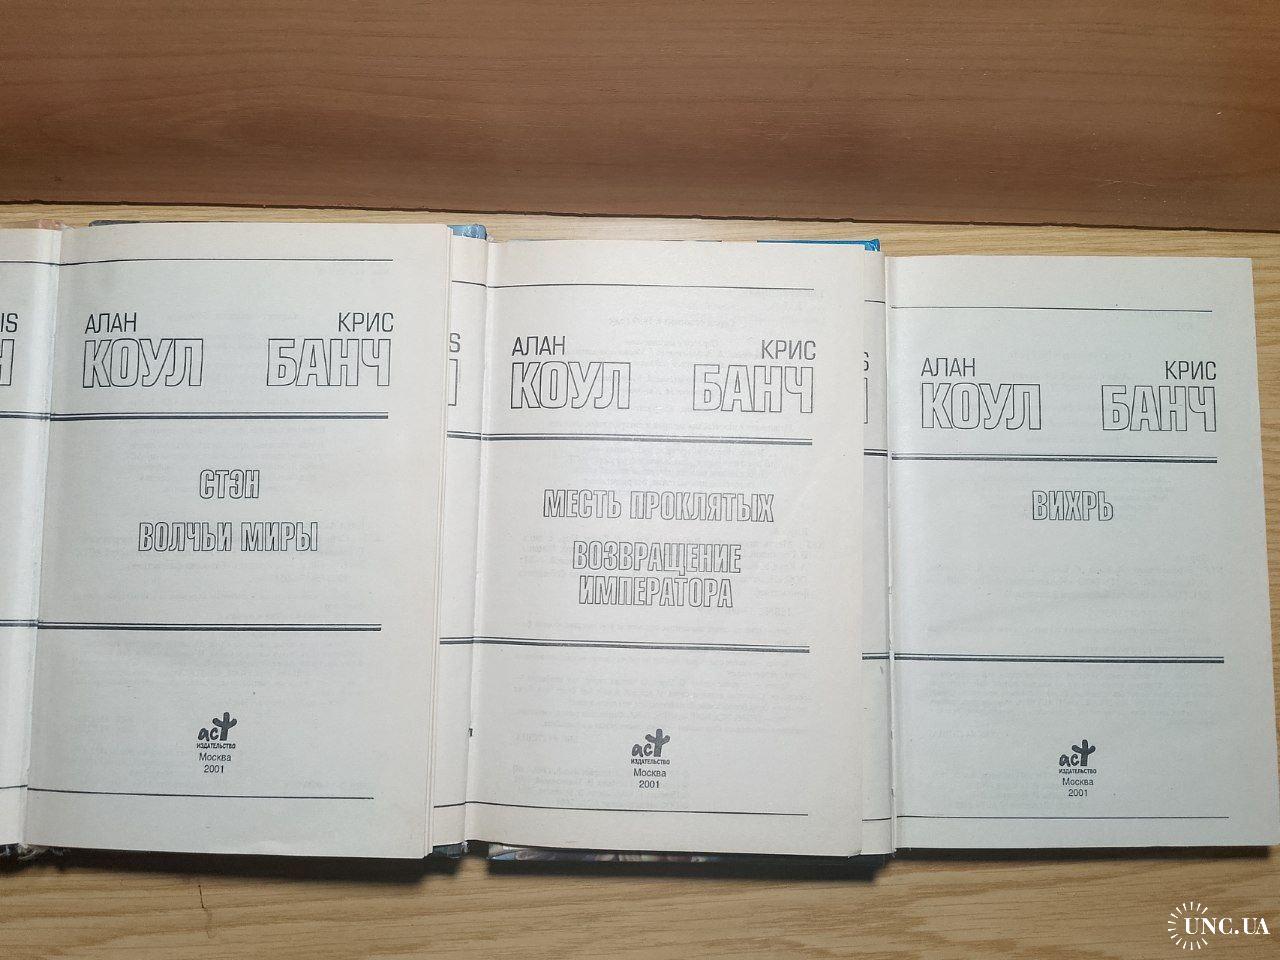 АЛАН КРИС
КОУЛ БАНЧ
СТЭН
ВОЛЧЬИ МИРЫ
аст
ИЗДАТЕЛЬСТВО
Москва
2001
АЛАН КРИС
КОУЛ БАНЧ
МЕСТЬ ПРОКЛЯТЫХ
ВОЗВРАЩЕНИЕ
ИМПЕРАТОРА
аст
ИЗДАТЕЛЬСТВО
Москва
2001
АЛАН КРИС
КОУЛ БАНЧ
ВИХРЬ
аст
ИЗДАТЕЛЬСТВО
Москва
2001
UNC.UA